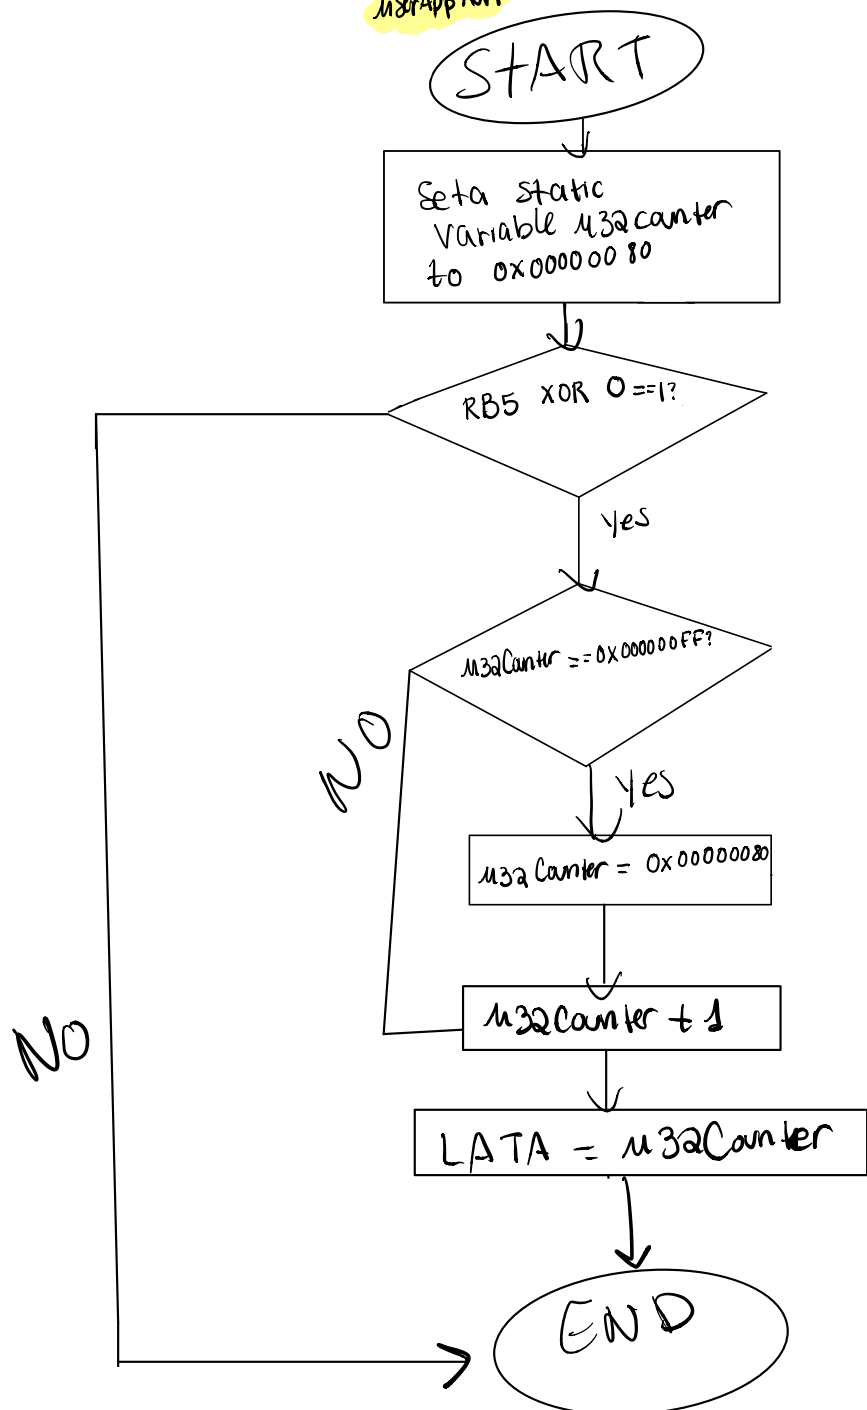 START
Seta static
variable u32counter
to 0x00000080
RB5 XOR 0==1?
yes
u32Counter ==0x000000FF?
NO
yes
u32 Counter = 0x00000080
u32Counter + 1
NO
LATA = u32Counter
END